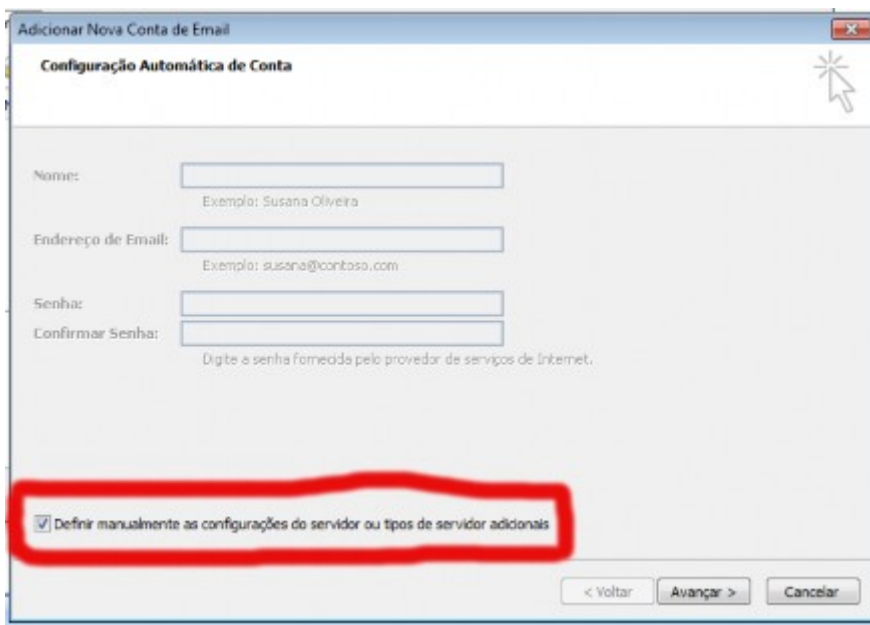 Adicionar Nova Conta de Email
Configuração Automática de Conta
Nome:
Exemplo: Susana Oliveira
Endereço de Email:
Exemplo: susana@contoso.com
Senha:
Confirmar Senha:
Digite a senha fornecida pelo provedor de serviços de Internet.
Definir manualmente as configurações do servidor ou tipos de servidor adicionais
< Voltar
Avançar >
Cancelar